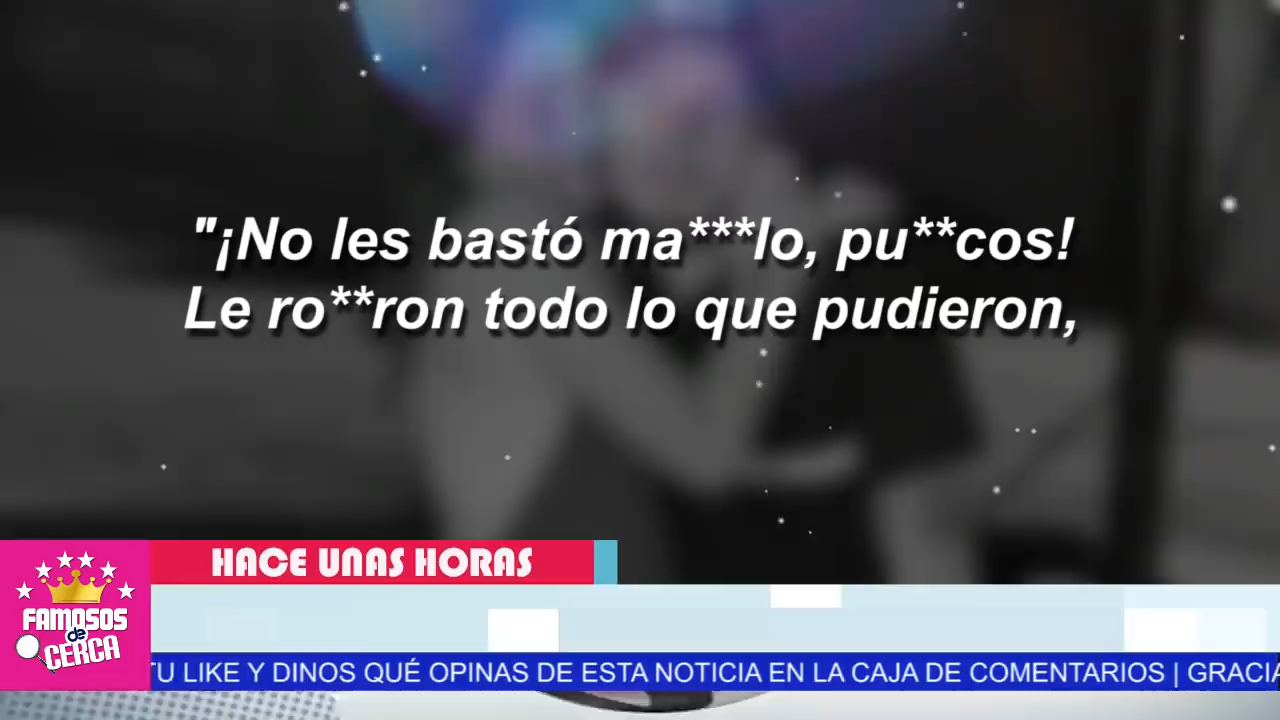 "¡No les bastó ma***lo, pu**cos!
Le ro**ron todo lo que pudieron,
HACE UNAS HORAS
FAMOSOS
de
CERCA
TU LIKE Y DINOS QUÉ OPINAS DE ESTA NOTICIA EN LA CAJA DE COMENTARIOS | GRACIA